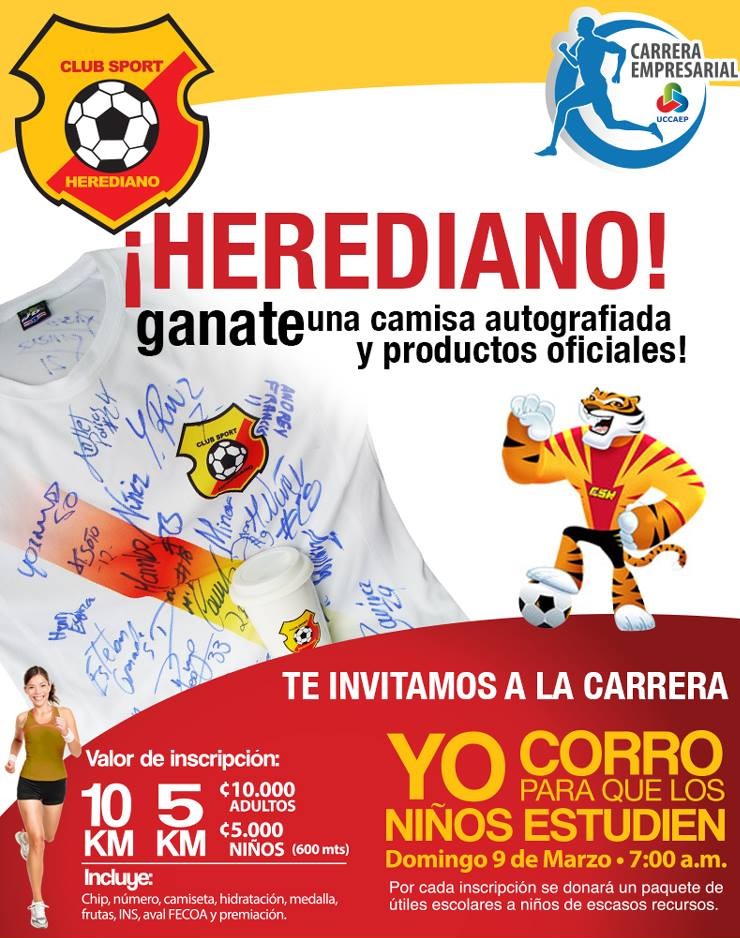 CLUB SPORT
HEREDIANO
CARRERA
EMPRESARIAL
UCCAEP
¡HEREDIANO!
ganate una camisa autografiada
y productos oficiales!
CLUB SPORT
HEREDIANO
CSH
TE INVITAMOS A LA CARRERA
Valor de inscripción:
10 KM
5 KM
¢10.000
ADULTOS
¢5.000
NIÑOS (600 mts)
Incluye:
Chip, número, camiseta, hidratación, medalla,
frutas, INS, aval FECOA y premiación.
YO CORRO
PARA QUE LOS
NIÑOS ESTUDIEN
Domingo 9 de Marzo • 7:00 a.m.
Por cada inscripción se donará un paquete de
útiles escolares a niños de escasos recursos.